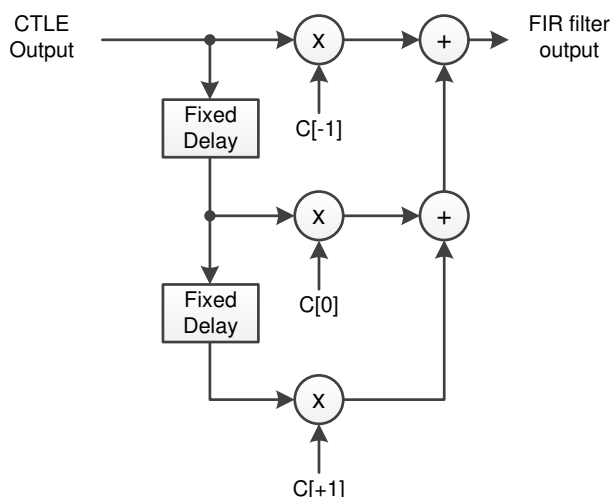 CTLE
Output
x
+
FIR filter
output
C[-1]
Fixed
Delay
x
+
C[0]
Fixed
Delay
x
C[+1]